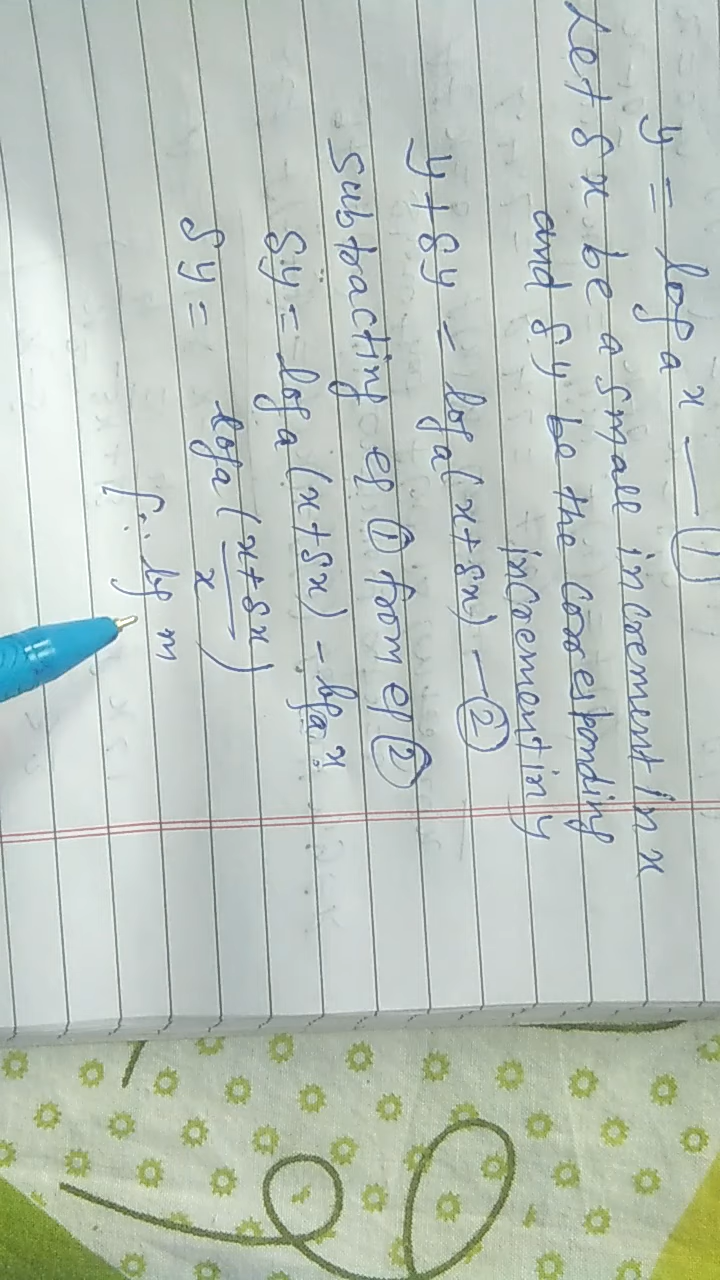 y = logₐ x — ①
Let δx be a small increment in x
and δy be the corresponding
increment in y
y + δy = logₐ (x + δx) — ②
Subtracting eq ① from eq ②
δy = logₐ (x + δx) − logₐ x
δy = logₐ ((x + δx)/x)
[∵ log m